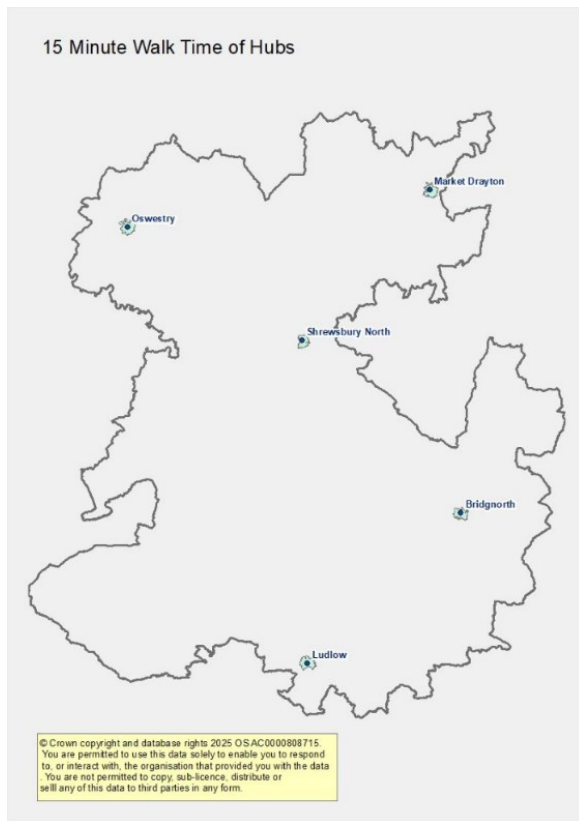 15 Minute Walk Time of Hubs
Market Drayton
Oswestry
Shrewsbury North
Bridgnorth
Ludlow
© Crown copyright and database rights 2025 OS AC0000808715.
You are permitted to use this data solely to enable you to respond
to, or interact with, the organisation that provided you with the data
. You are not permitted to copy, sub-licence, distribute or
selll any of this data to third parties in any form.